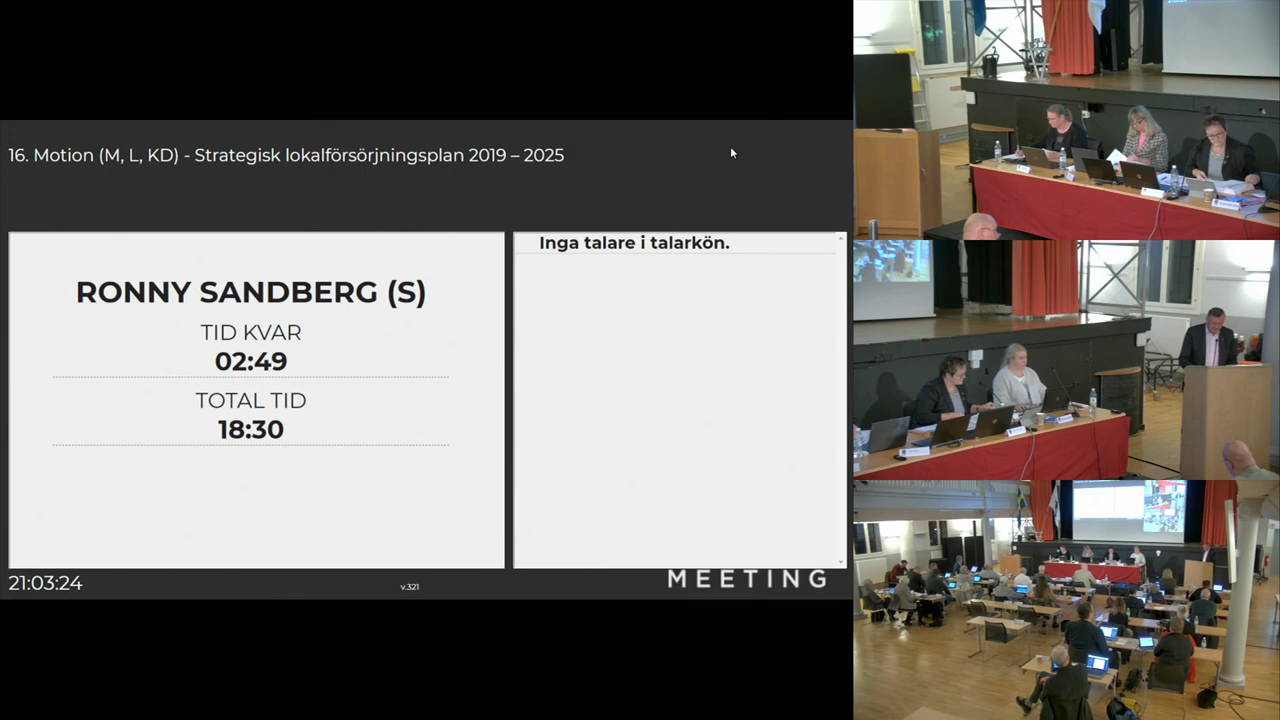 16. Motion (M, L, KD) - Strategisk lokalförsörjningsplan 2019 – 2025
RONNY SANDBERG (S)
TID KVAR
02:49
TOTAL TID
18:30
Inga talare i talarkön.
21:03:24
v.321
MEETING